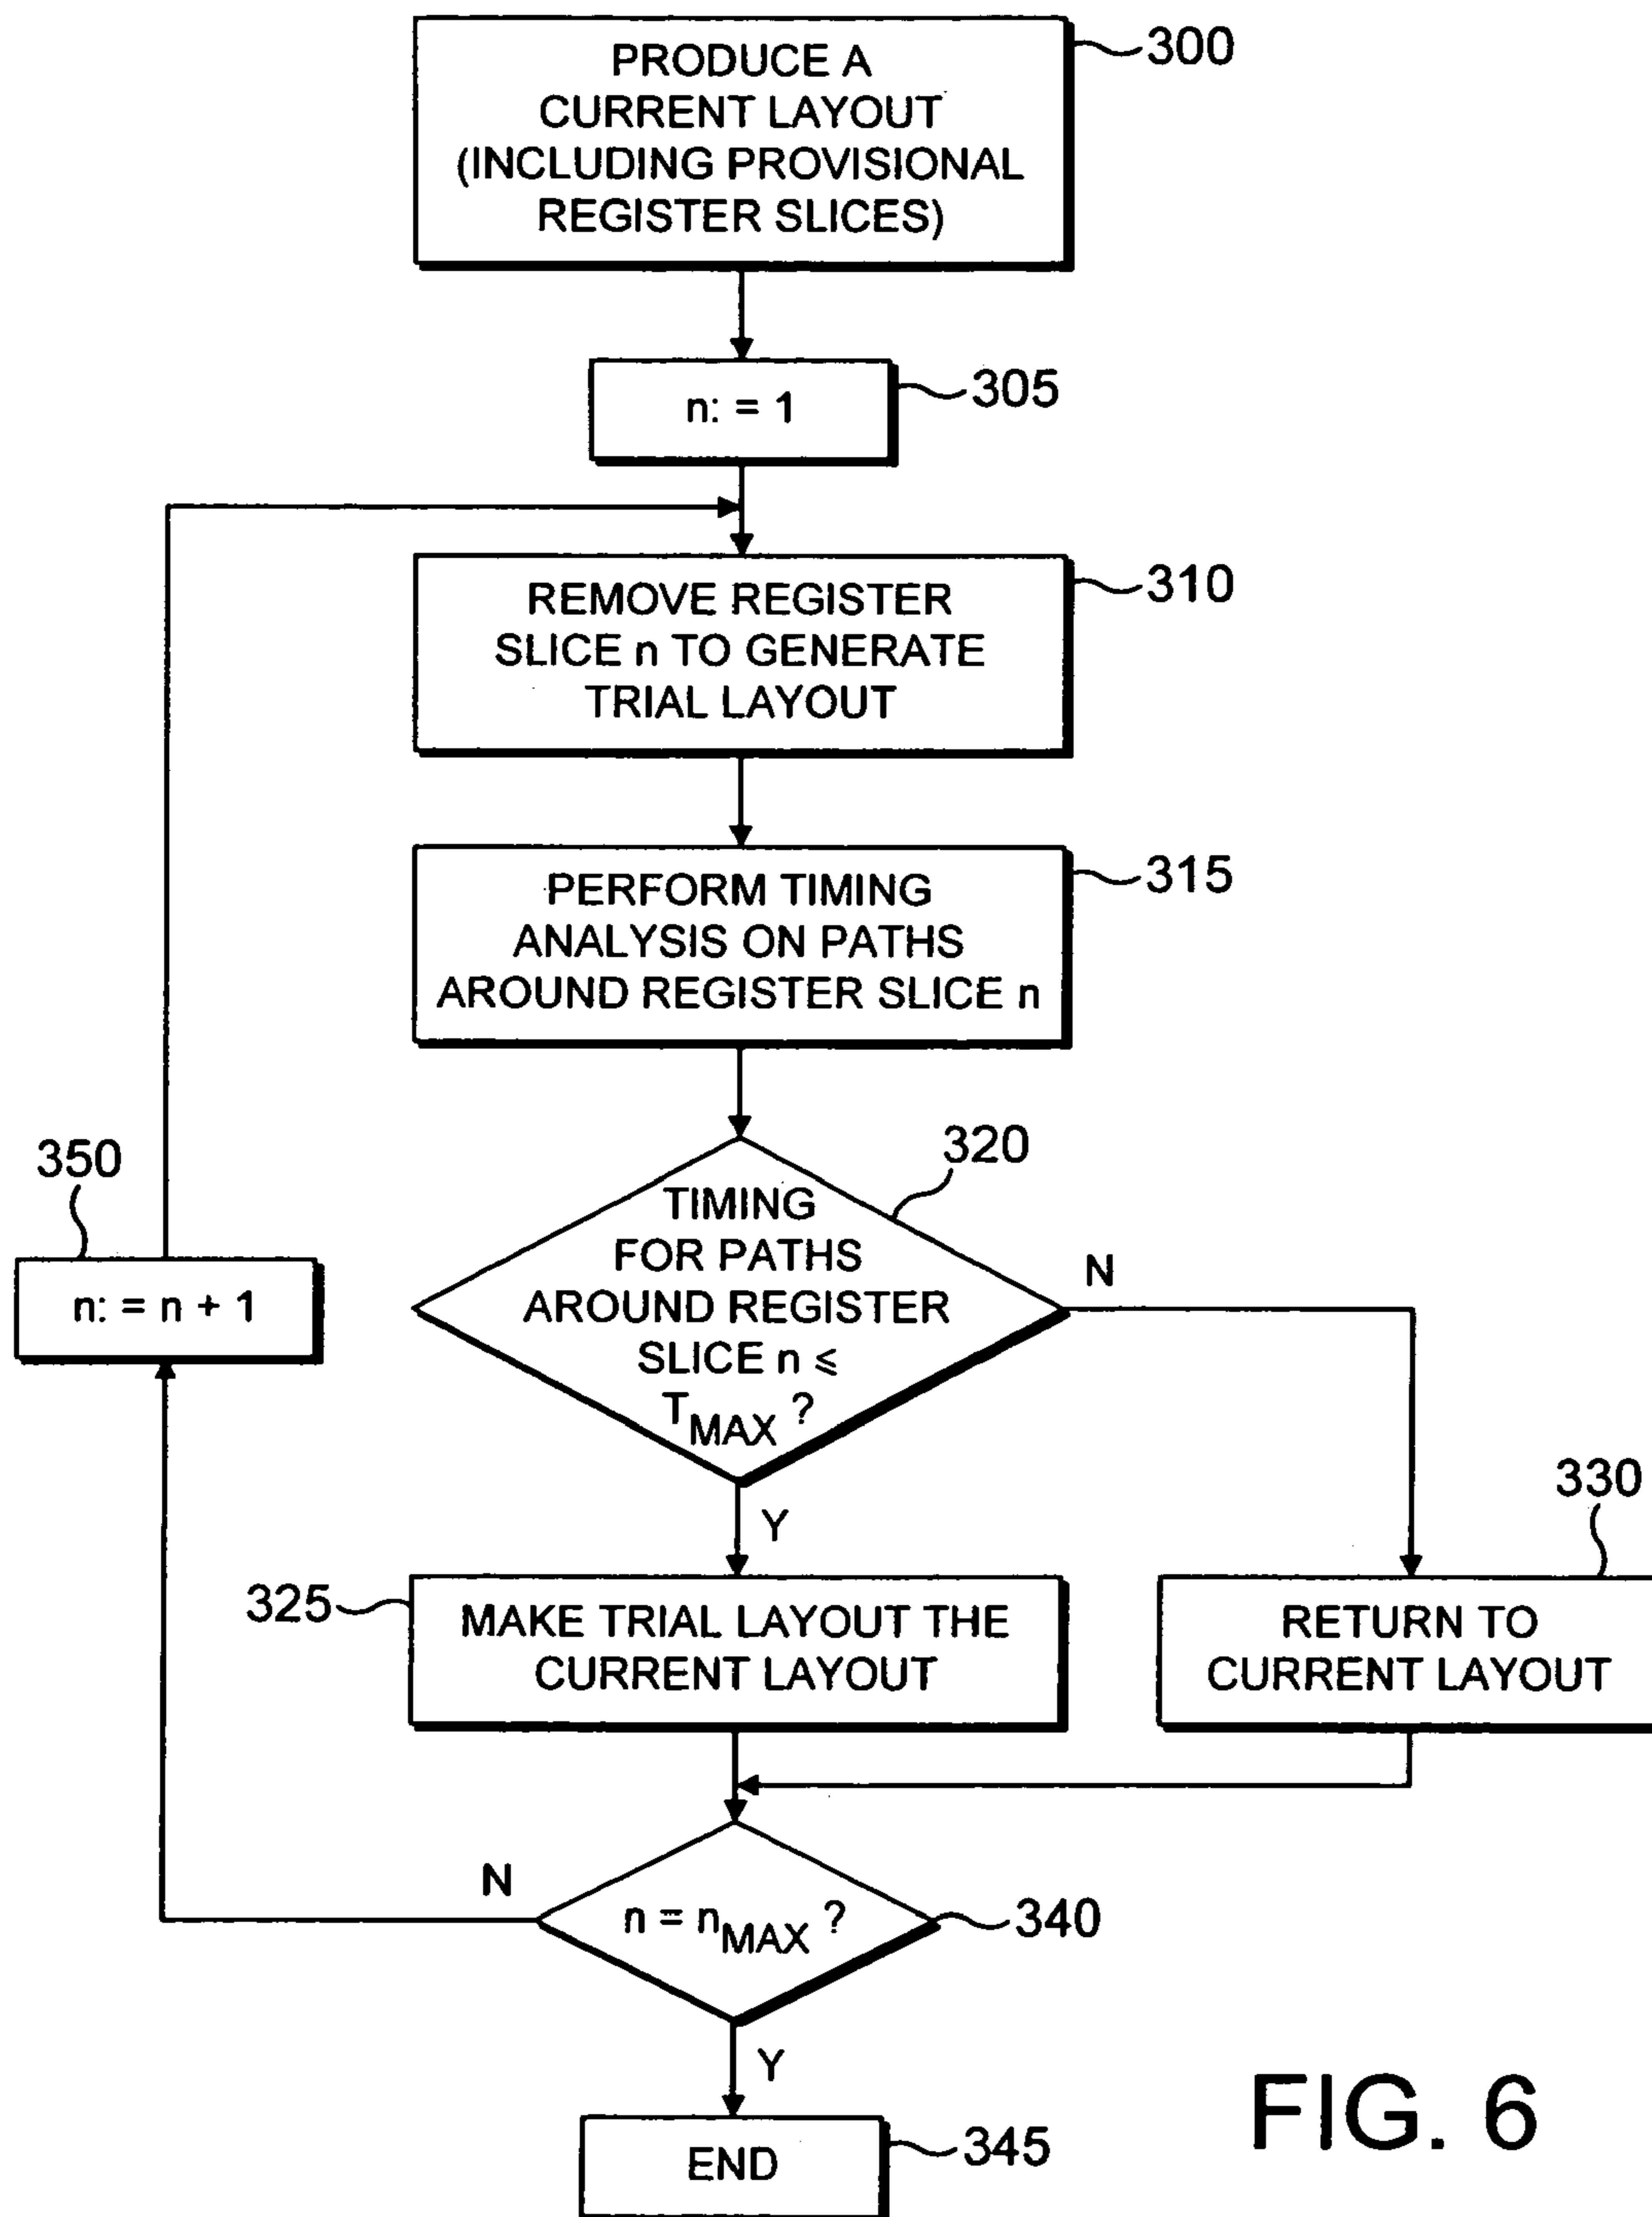 PRODUCE A
CURRENT LAYOUT
(INCLUDING PROVISIONAL
REGISTER SLICES)
300
n: = 1
305
REMOVE REGISTER
SLICE n TO GENERATE
TRIAL LAYOUT
310
PERFORM TIMING
ANALYSIS ON PATHS
AROUND REGISTER SLICE n
315
TIMING
FOR PATHS
AROUND REGISTER
SLICE n ⩽
TMAX ?
320
N
350
n: = n + 1
Y
325
MAKE TRIAL LAYOUT THE
CURRENT LAYOUT
330
RETURN TO
CURRENT LAYOUT
N
n = nMAX ?
340
Y
END
345
FIG. 6